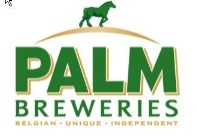 PALM
BREWERIES
BELGIAN · UNIQUE · INDEPENDENT